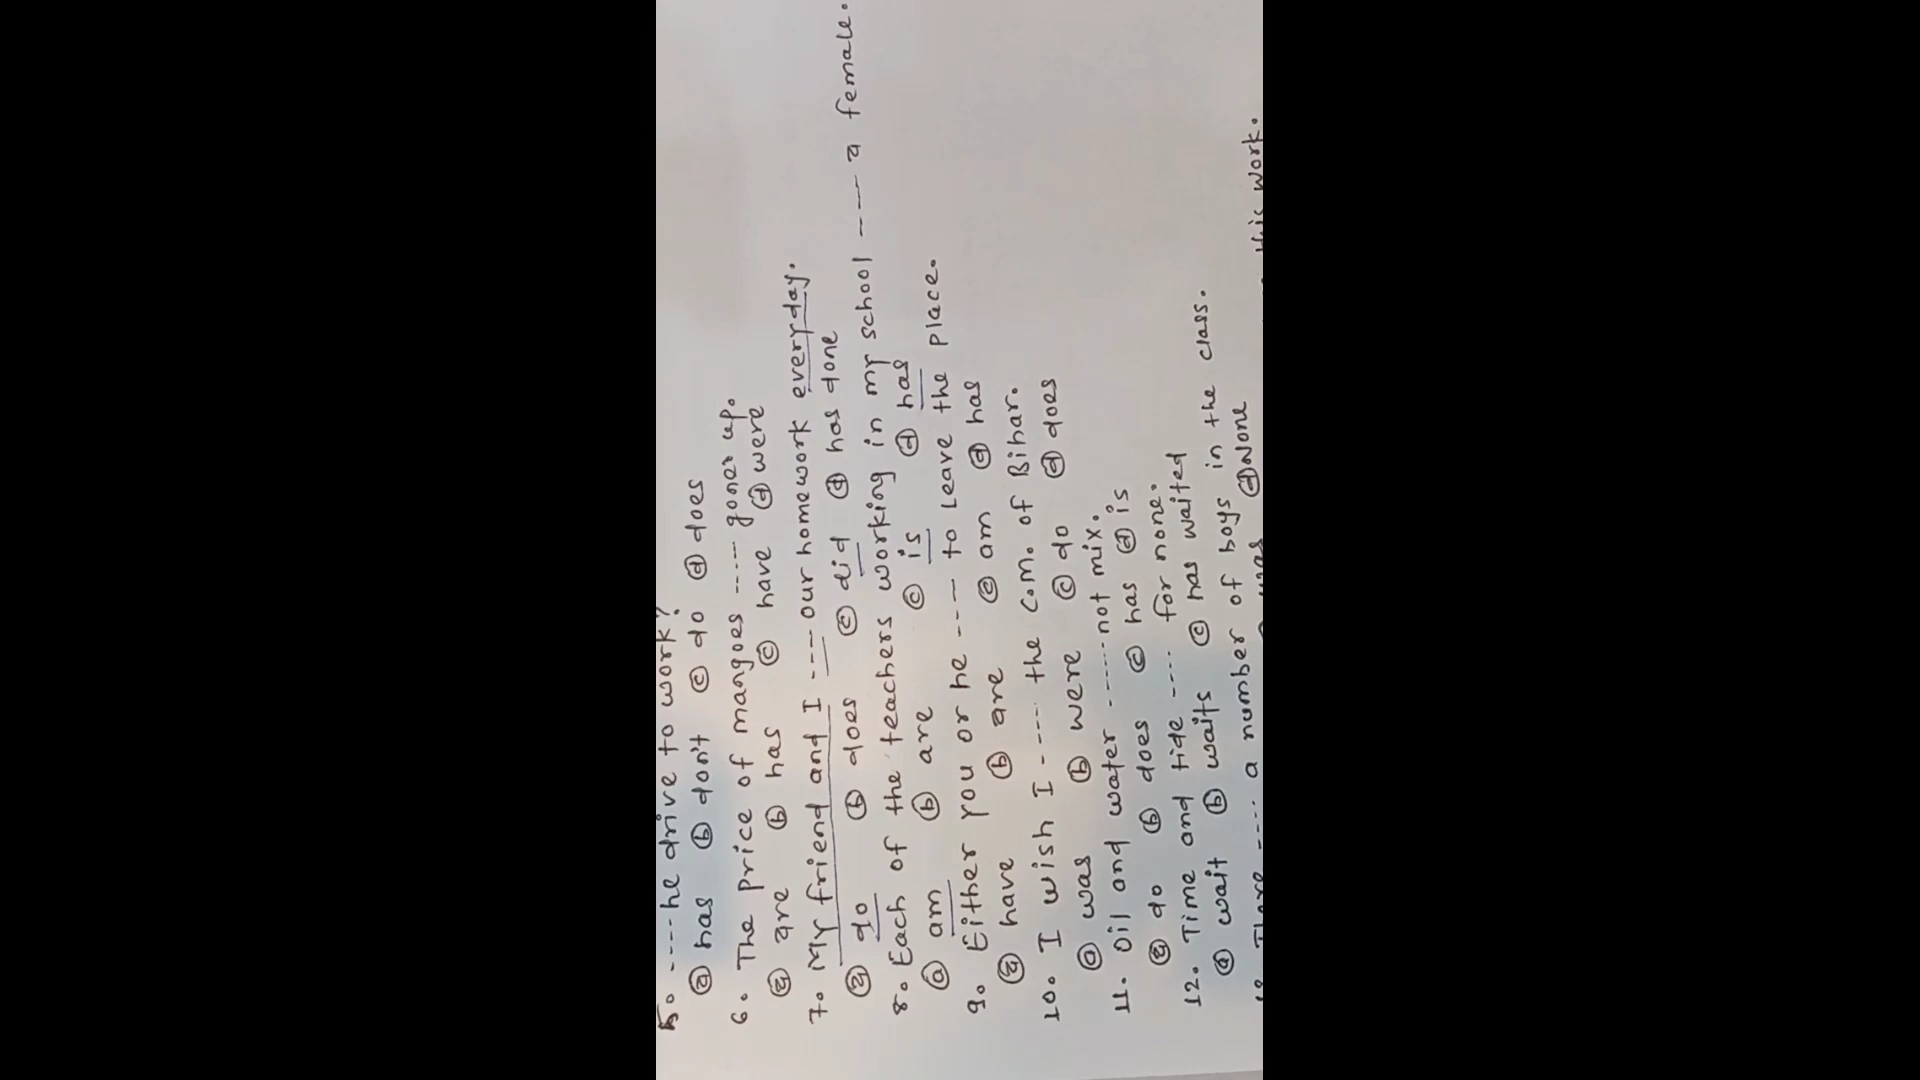 5. ----he drive to work?
ⓐ has ⓑ don't ⓒ do ⓓ does
6. The price of mangoes ----- gones up.
ⓐ are ⓑ has ⓒ have ⓓ were
7. My friend and I ---- our homework everyday.
ⓐ do ⓑ does ⓒ did ⓓ has done
8. Each of the teachers working in my school ---- a female.
ⓐ am ⓑ are ⓒ is ⓓ has
9. Either you or he --- to leave the place.
ⓐ have ⓑ are ⓒ am ⓓ has
10. I wish I ---- the C.M. of Bihar.
ⓐ was ⓑ were ⓒ do ⓓ does
11. Oil and water ----- not mix.
ⓐ do ⓑ does ⓒ has ⓓ is
12. Time and tide ---- for none.
ⓐ wait ⓑ waits ⓒ has waited
There ---- a number of boys in the class.
ⓓ None
this work.